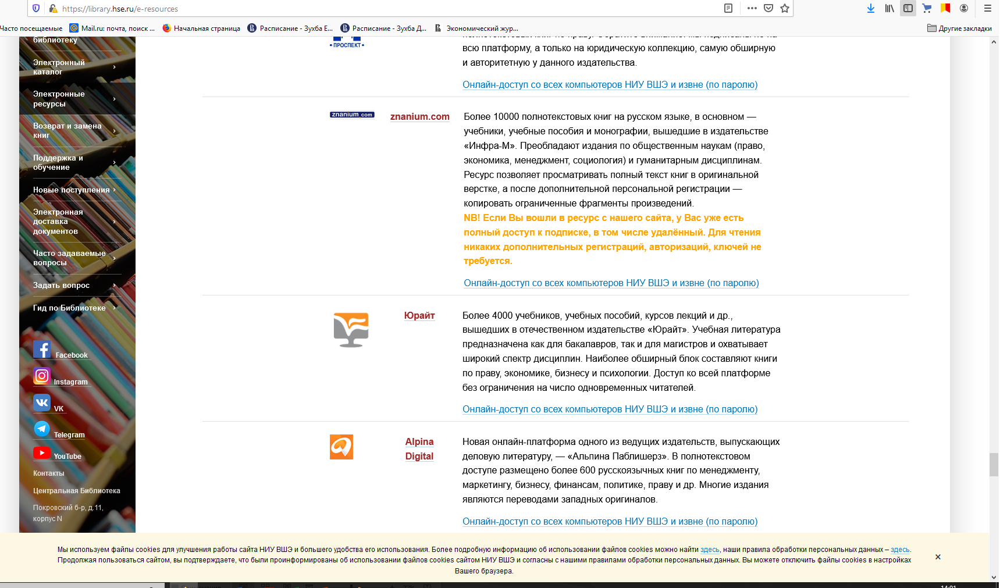 https://library.hse.ru/e-resources
Часто посещаемые
Mail.ru: почта, поиск ...
Начальная страница
Расписание - Зухба Е...
Расписание - Зухба Д...
Экономический жур...
Другие закладки
библиотеку
Электронный
каталог
Электронные
ресурсы
Возврат и замена
книг
Поддержка и
обучение
Новые поступления
Электронная
доставка
документов
Часто задаваемые
вопросы
Задать вопрос
Гид по Библиотеке
Facebook
Instagram
VK
Telegram
YouTube
Контакты
Центральная Библиотека
Покровский б-р, д.11,
корпус N
• ПРОСПЕКТ •
всю платформу, а только на юридическую коллекцию, самую обширную
и авторитетную у данного издательства.
Онлайн-доступ со всех компьютеров НИУ ВШЭ и извне (по паролю)
znanium.com
znanium.com
Более 10000 полнотекстовых книг на русском языке, в основном —
учебники, учебные пособия и монографии, вышедшие в издательстве
«Инфра-М». Преобладают издания по общественным наукам (право,
экономика, менеджмент, социология) и гуманитарным дисциплинам.
Ресурс позволяет просматривать полный текст книг в оригинальной
верстке, а после дополнительной персональной регистрации —
копировать ограниченные фрагменты произведений.
NB! Если Вы вошли в ресурс с нашего сайта, у Вас уже есть
полный доступ к подписке, в том числе удалённый. Для чтения
никаких дополнительных регистраций, авторизаций, ключей не
требуется.
Онлайн-доступ со всех компьютеров НИУ ВШЭ и извне (по паролю)
Юрайт
Более 4000 учебников, учебных пособий, курсов лекций и др.,
вышедших в отечественном издательстве «Юрайт». Учебная литература
предназначена как для бакалавров, так и для магистров и охватывает
широкий спектр дисциплин. Наиболее обширный блок составляют книги
по праву, экономике, бизнесу и психологии. Доступ ко всей платформе
без ограничения на число одновременных читателей.
Онлайн-доступ со всех компьютеров НИУ ВШЭ и извне (по паролю)
Alpina
Digital
Новая онлайн-платформа одного из ведущих издательств, выпускающих
деловую литературу, — «Альпина Паблишерз». В полнотекстовом
доступе размещено более 600 русскоязычных книг по менеджменту,
маркетингу, бизнесу, финансам, политике, праву и др. Многие издания
являются переводами западных оригиналов.
Онлайн-доступ со всех компьютеров НИУ ВШЭ и извне (по паролю)
Мы используем файлы cookies для улучшения работы сайта НИУ ВШЭ и большего удобства его использования. Более подробную информацию об использовании файлов cookies можно найти здесь, наши правила обработки персональных данных – здесь.
Продолжая пользоваться сайтом, вы подтверждаете, что были проинформированы об использовании файлов cookies сайтом НИУ ВШЭ и согласны с нашими правилами обработки персональных данных. Вы можете отключить файлы cookies в настройках
Вашего браузера.